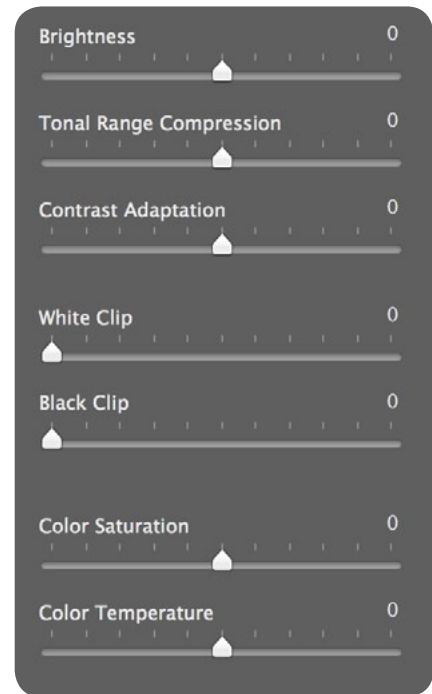 Brightness 0
Tonal Range Compression 0
Contrast Adaptation 0
White Clip 0
Black Clip 0
Color Saturation 0
Color Temperature 0